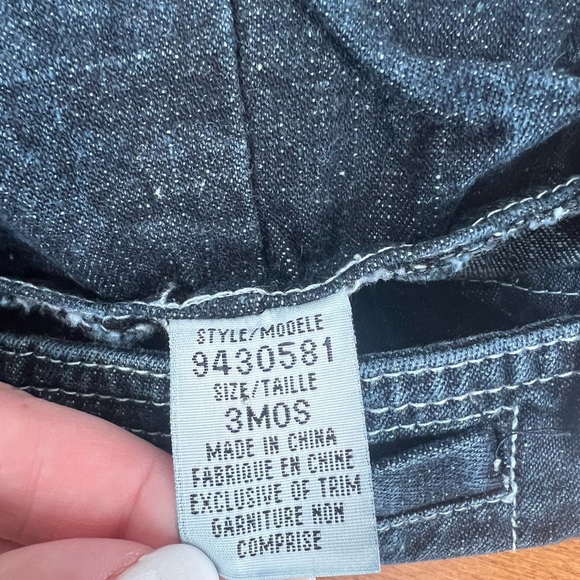 STYLE/MODELE
9430581
SIZE/TAILLE
3MOS
MADE IN CHINA
FABRIQUE EN CHINE
EXCLUSIVE OF TRIM
GARNITURE NON
COMPRISE